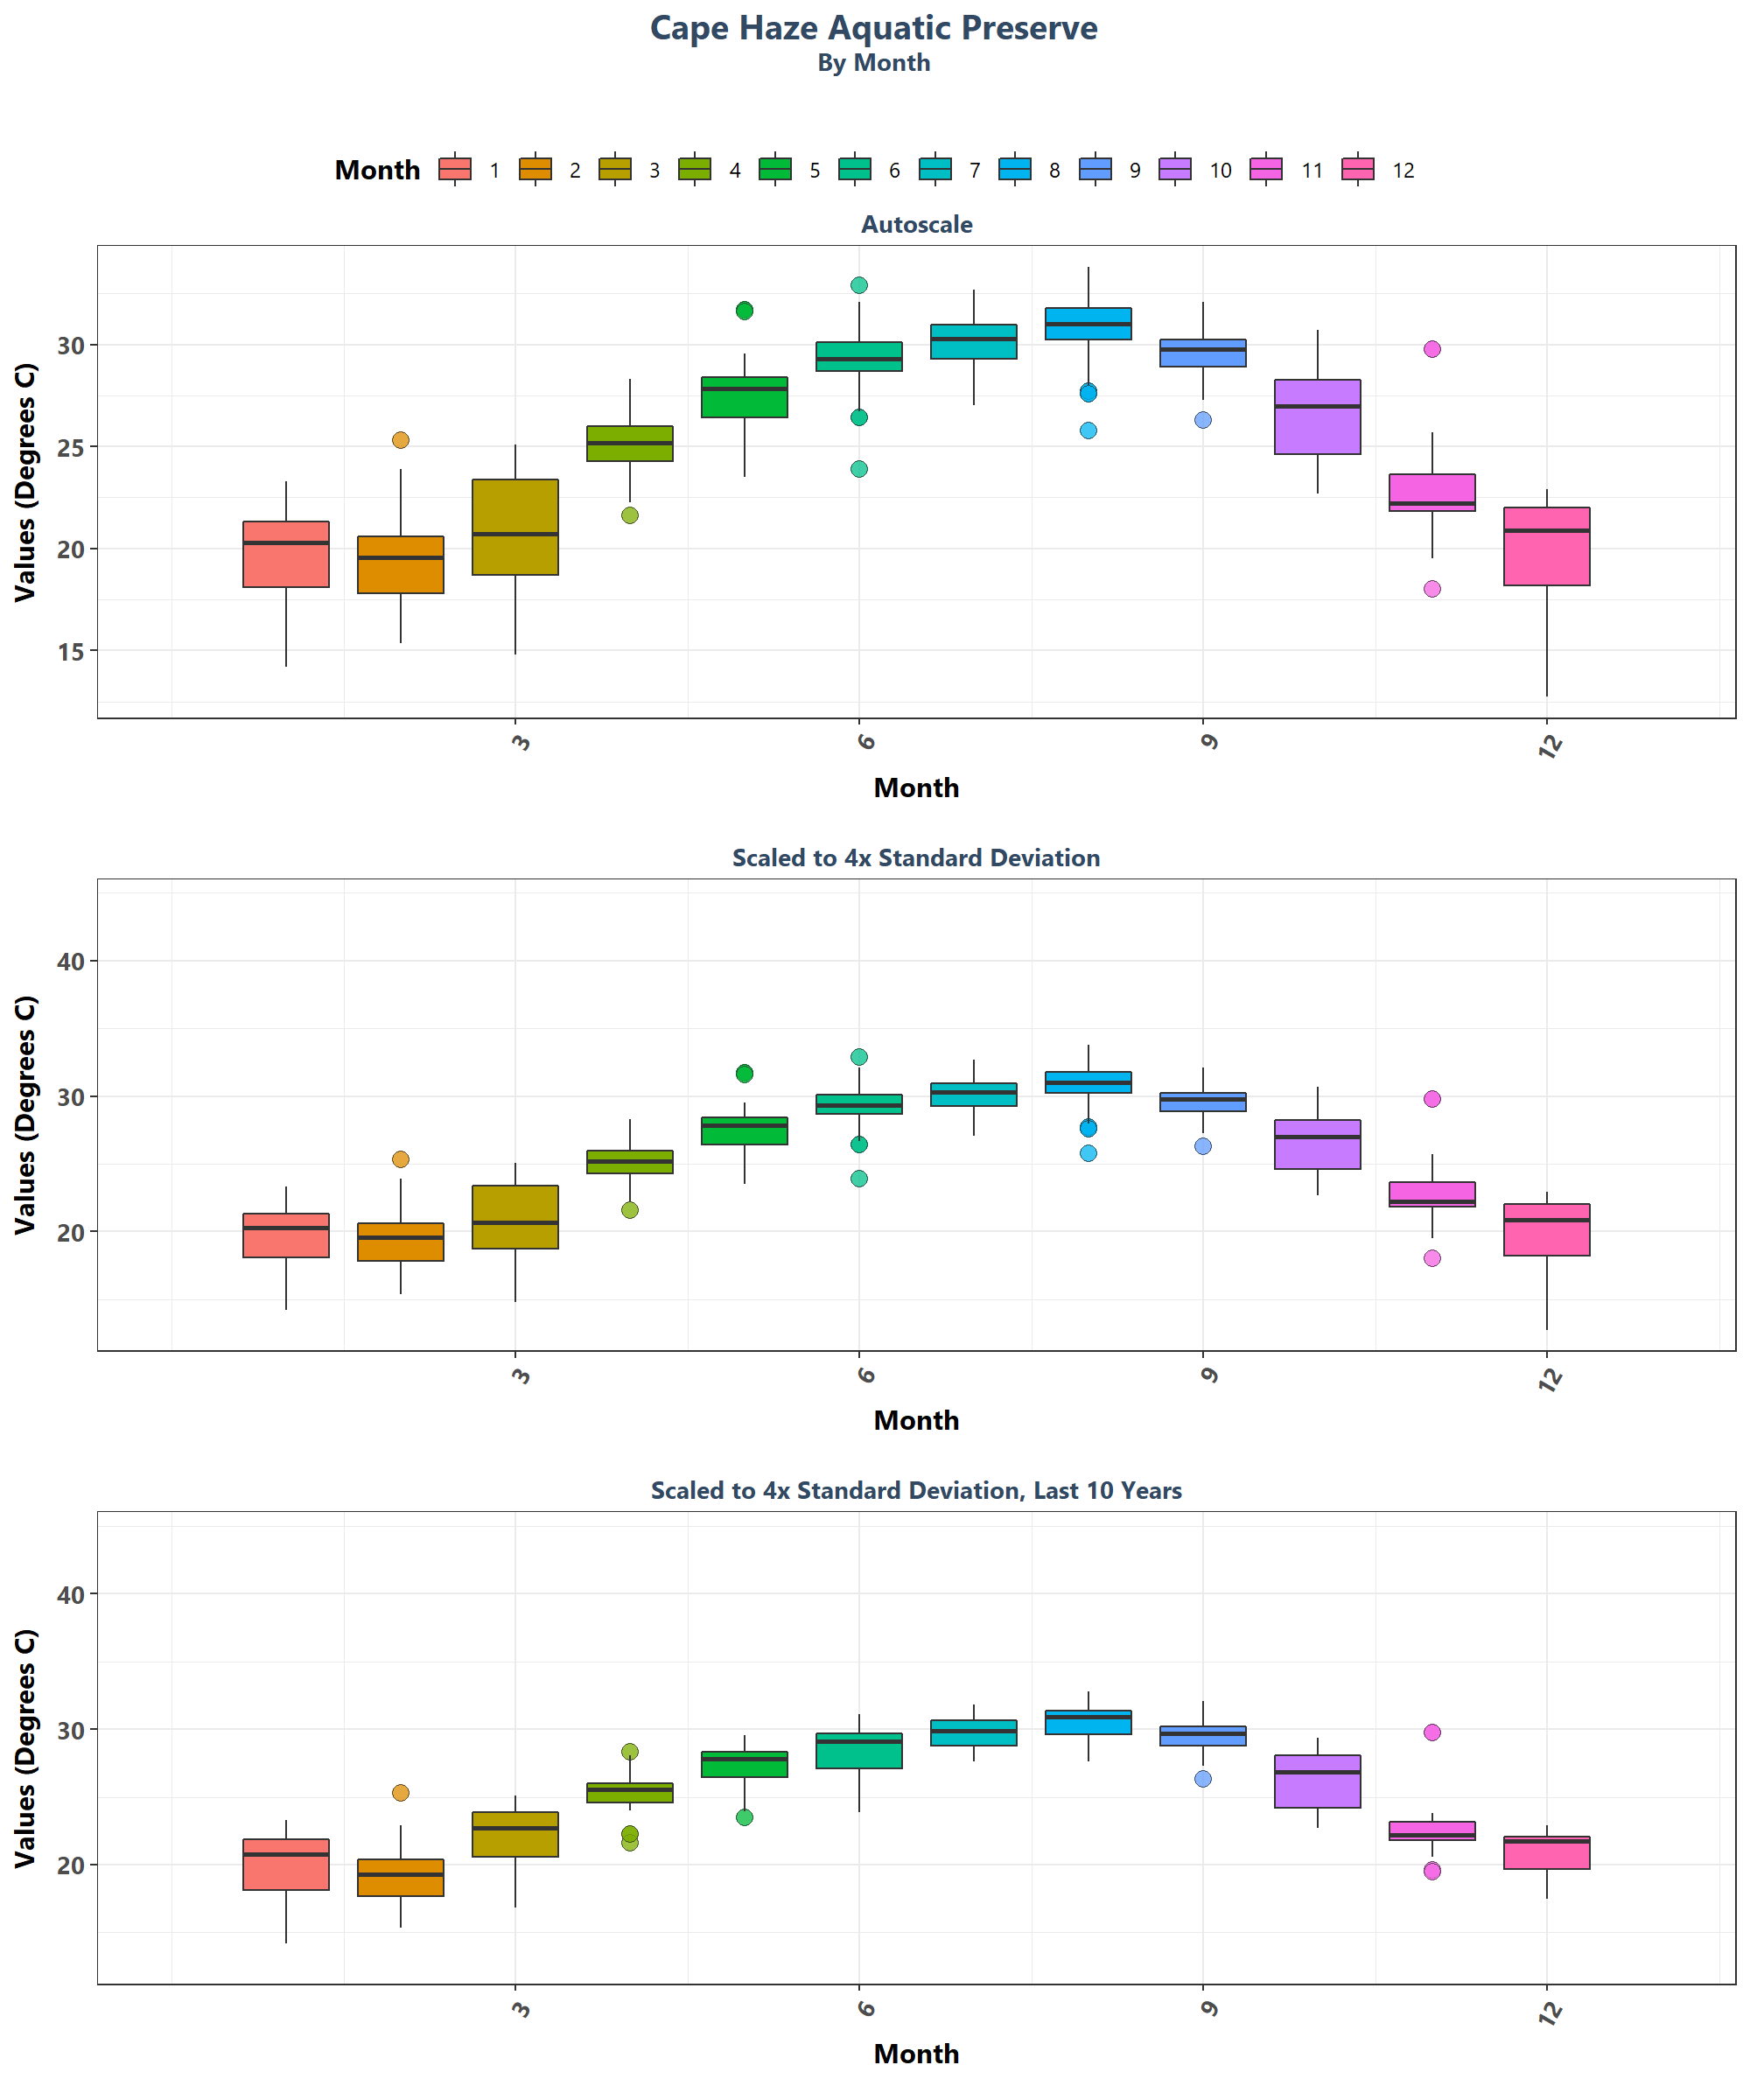 Cape Haze Aquatic Preserve
By Month
Month 1 2 3 4 5 6 7 8 9 10 11 12
Autoscale
Values (Degrees C)
30
25
20
15
3 6 9 12
Month
Scaled to 4x Standard Deviation
Values (Degrees C)
40
30
20
3 6 9 12
Month
Scaled to 4x Standard Deviation, Last 10 Years
Values (Degrees C)
40
30
20
3 6 9 12
Month